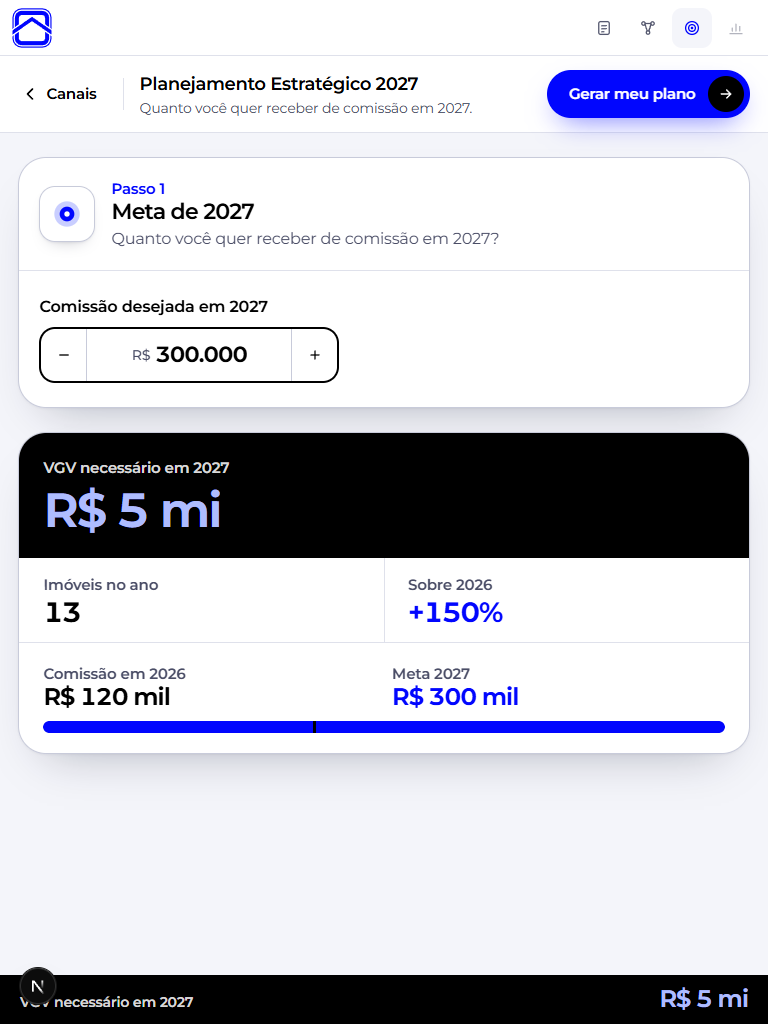 Canais
Planejamento Estratégico 2027
Quanto você quer receber de comissão em 2027.
Gerar meu plano
Passo 1
Meta de 2027
Quanto você quer receber de comissão em 2027?
Comissão desejada em 2027
− R$ 300.000 +
VGV necessário em 2027
R$ 5 mi
Imóveis no ano
13
Sobre 2026
+150%
Comissão em 2026
R$ 120 mil
Meta 2027
R$ 300 mil
N
VGV necessário em 2027
R$ 5 mi